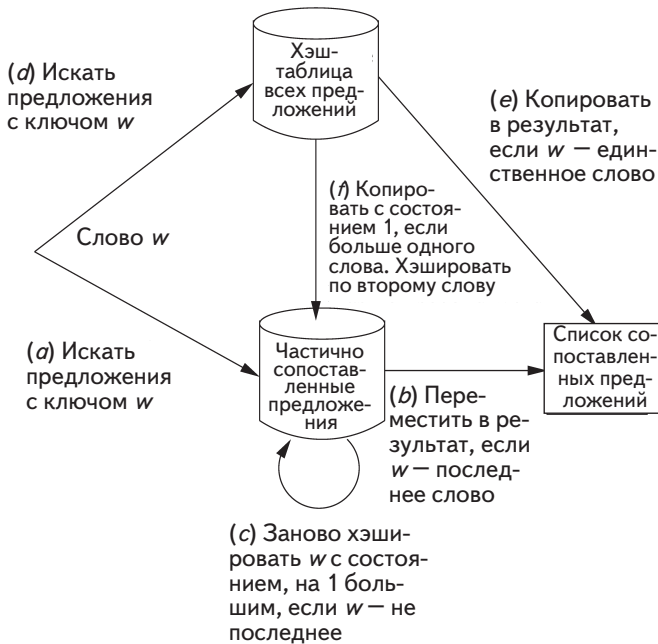 Хэш-
таблица
всех пред-
ложений
(d) Искать
предложения
с ключом w
(e) Копировать
в результат,
если w — един-
ственное слово
(f) Копиро-
вать с состоя-
нием 1, если
больше одного
слова. Хэшировать
по второму слову
Слово w
(a) Искать
предложения
с ключом w
Частично
сопостав-
ленные
предложе-
ния
Список со-
поставлен-
ных пред-
ложений
(b) Пере-
местить в ре-
зультат, если
w — послед-
нее слово
(c) Заново хэши-
ровать w с состоя-
нием, на 1 боль-
шим, если w — не
последнее